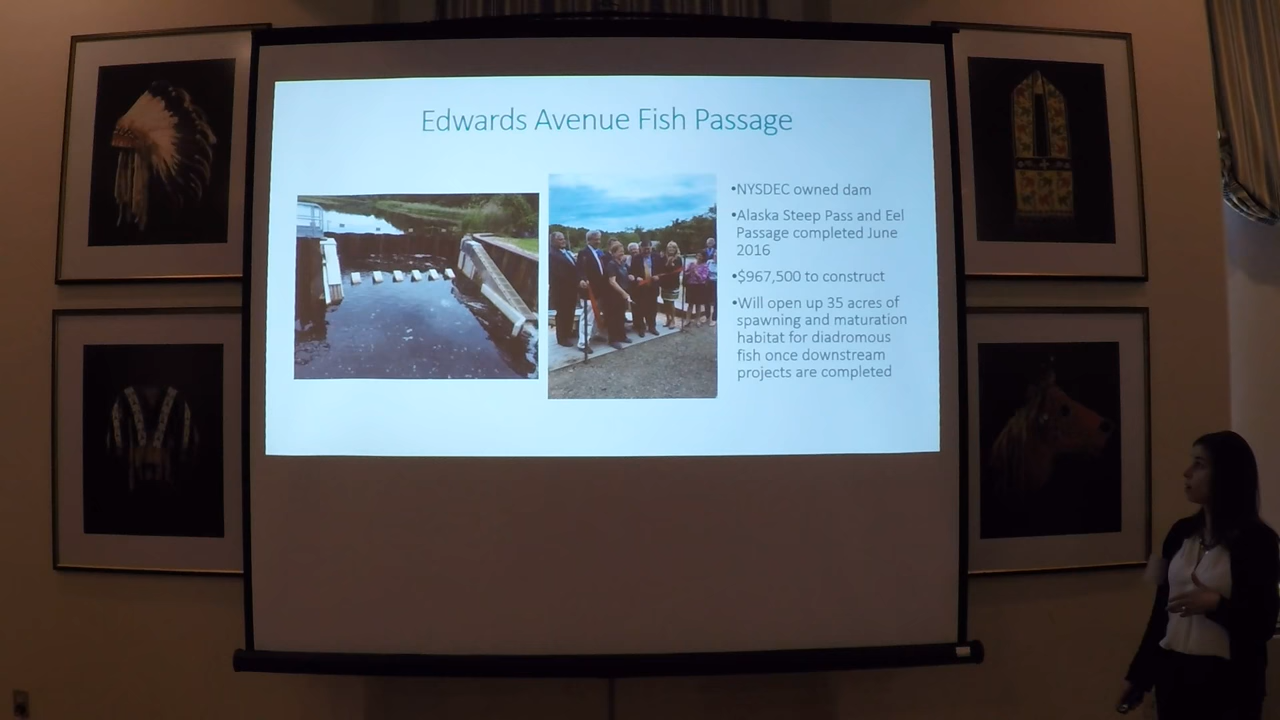 Edwards Avenue Fish Passage
•NYSDEC owned dam
•Alaska Steep Pass and Eel
Passage completed June
2016
•$967,500 to construct
•Will open up 35 acres of
spawning and maturation
habitat for diadromous
fish once downstream
projects are completed